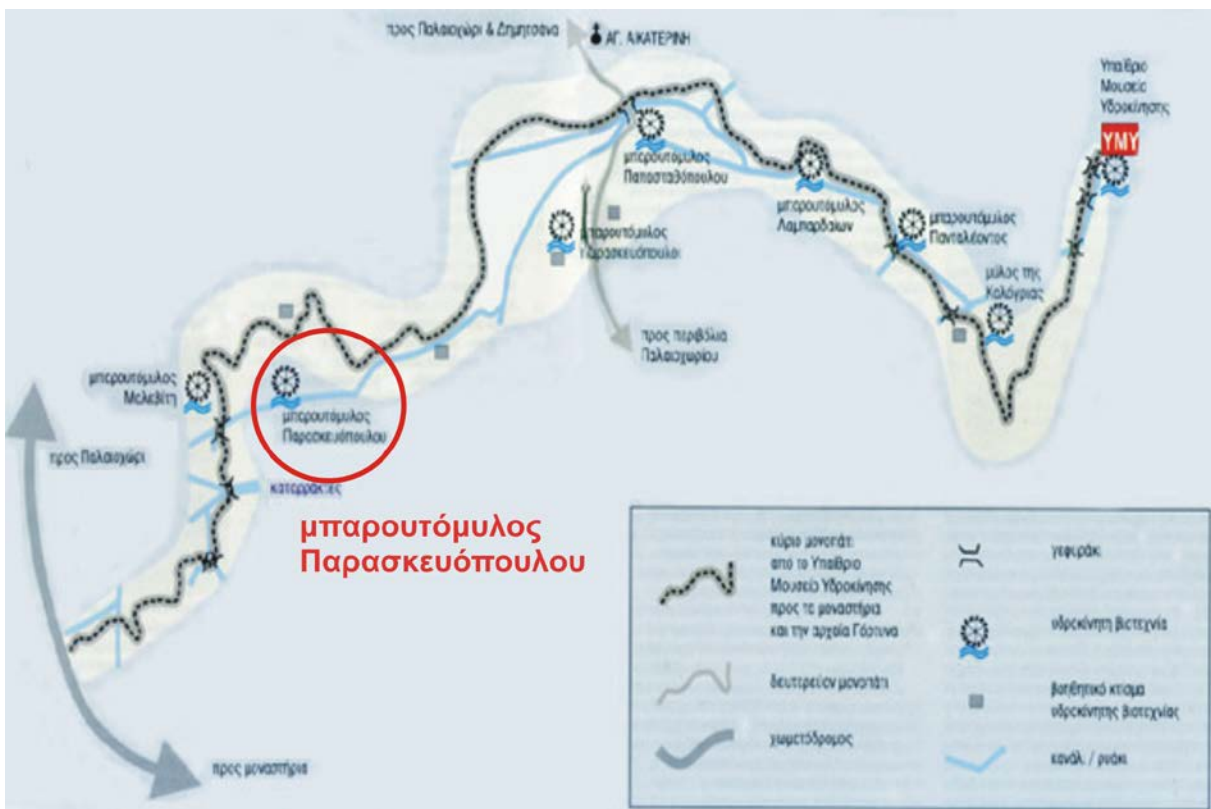 προς Παλαιοχώρι & Δημητσάνα
ΑΓ. ΑΙΚΑΤΕΡΙΝΗ
Υπαίθριο
Μουσείο
Υδροκίνησης
ΥΜΥ
μπαρουτόμυλος
Παπασταθόπουλου
μπαρουτόμυλος
Λαμπαρδαίων
μπαρουτόμυλος
Πανταλέοντος
μπαρουτόμυλος
Παρασκευόπουλου
μύλος της
Καλόγριας
προς περιβόλια
Παλαιοχωρίου
μπαρουτόμυλος
Μελεβίτη
μπαρουτόμυλος
Παρασκευόπουλου
προς Παλαιοχώρι
καταρράκτες
μπαρουτόμυλος
Παρασκευόπουλου
προς μοναστήρια
κύριο μονοπάτι
από το Υπαίθριο
Μουσείο Υδροκίνησης
προς τα μοναστήρια
και την αρχαία Γόρτυνα
δευτερεύον μονοπάτι
χωματόδρομος
γεφυράκι
υδροκίνητη βιοτεχνία
βοηθητικό κτίσμα
υδροκίνητης βιοτεχνίας
κανάλι / ρυάκι